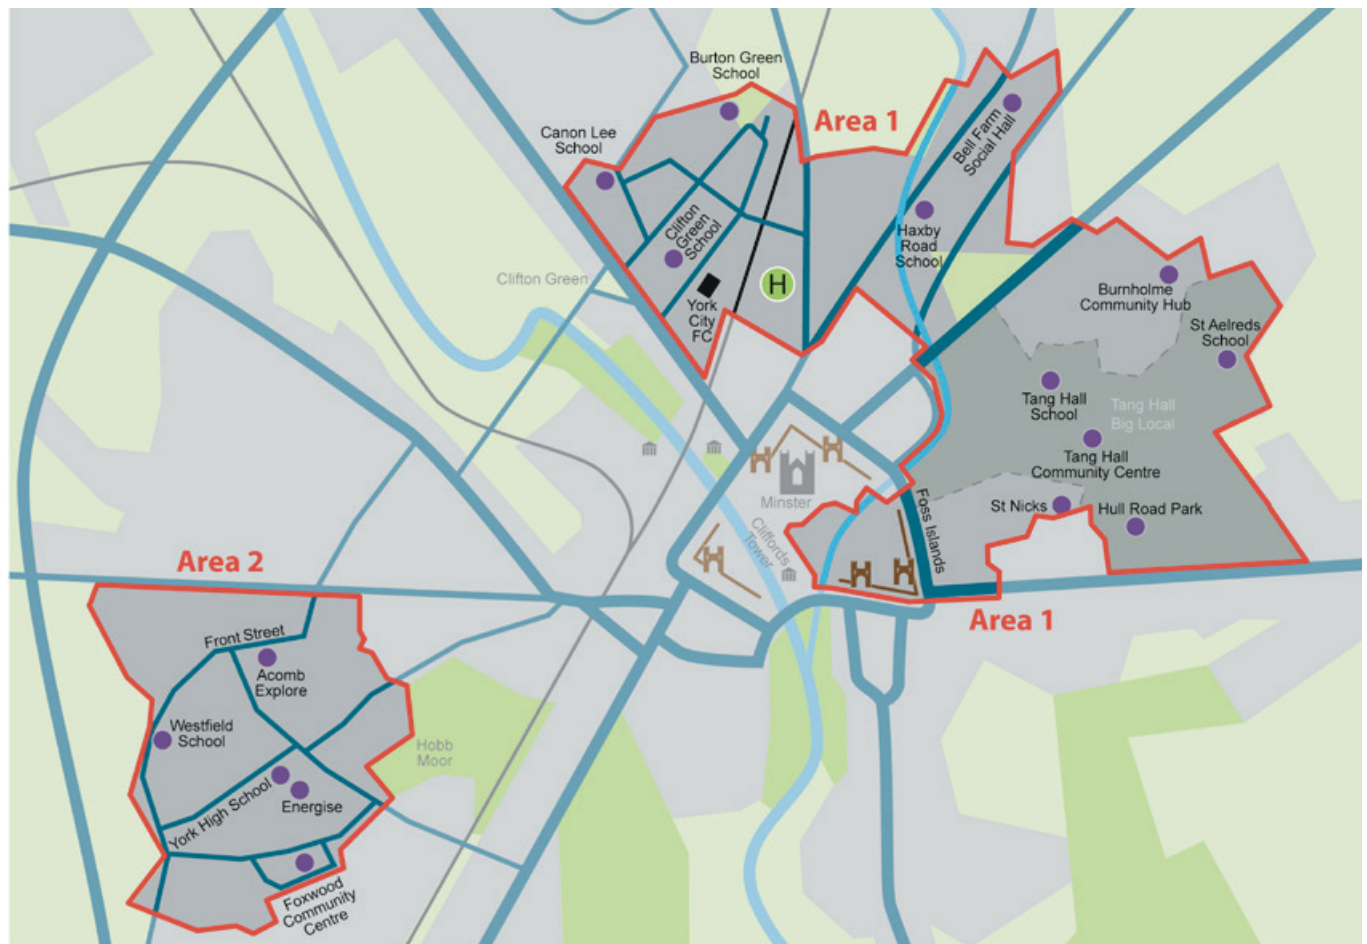 Burton Green
School
Area 1
Canon Lee
School
Bell Farm
Social Hall
Clifton
Green
School
Haxby
Road
School
Clifton Green
H
York
City
FC
Burnholme
Community Hub
St Aelreds
School
Tang Hall
School
Tang Hall
Big Local
Tang Hall
Community Centre
Minster
St Nicks
Hull Road Park
Foss Islands
Cliffords
Tower
Area 2
Area 1
Front Street
Acomb
Explore
Westfield
School
Hobb
Moor
York High School
Energise
Foxwood
Community
Centre